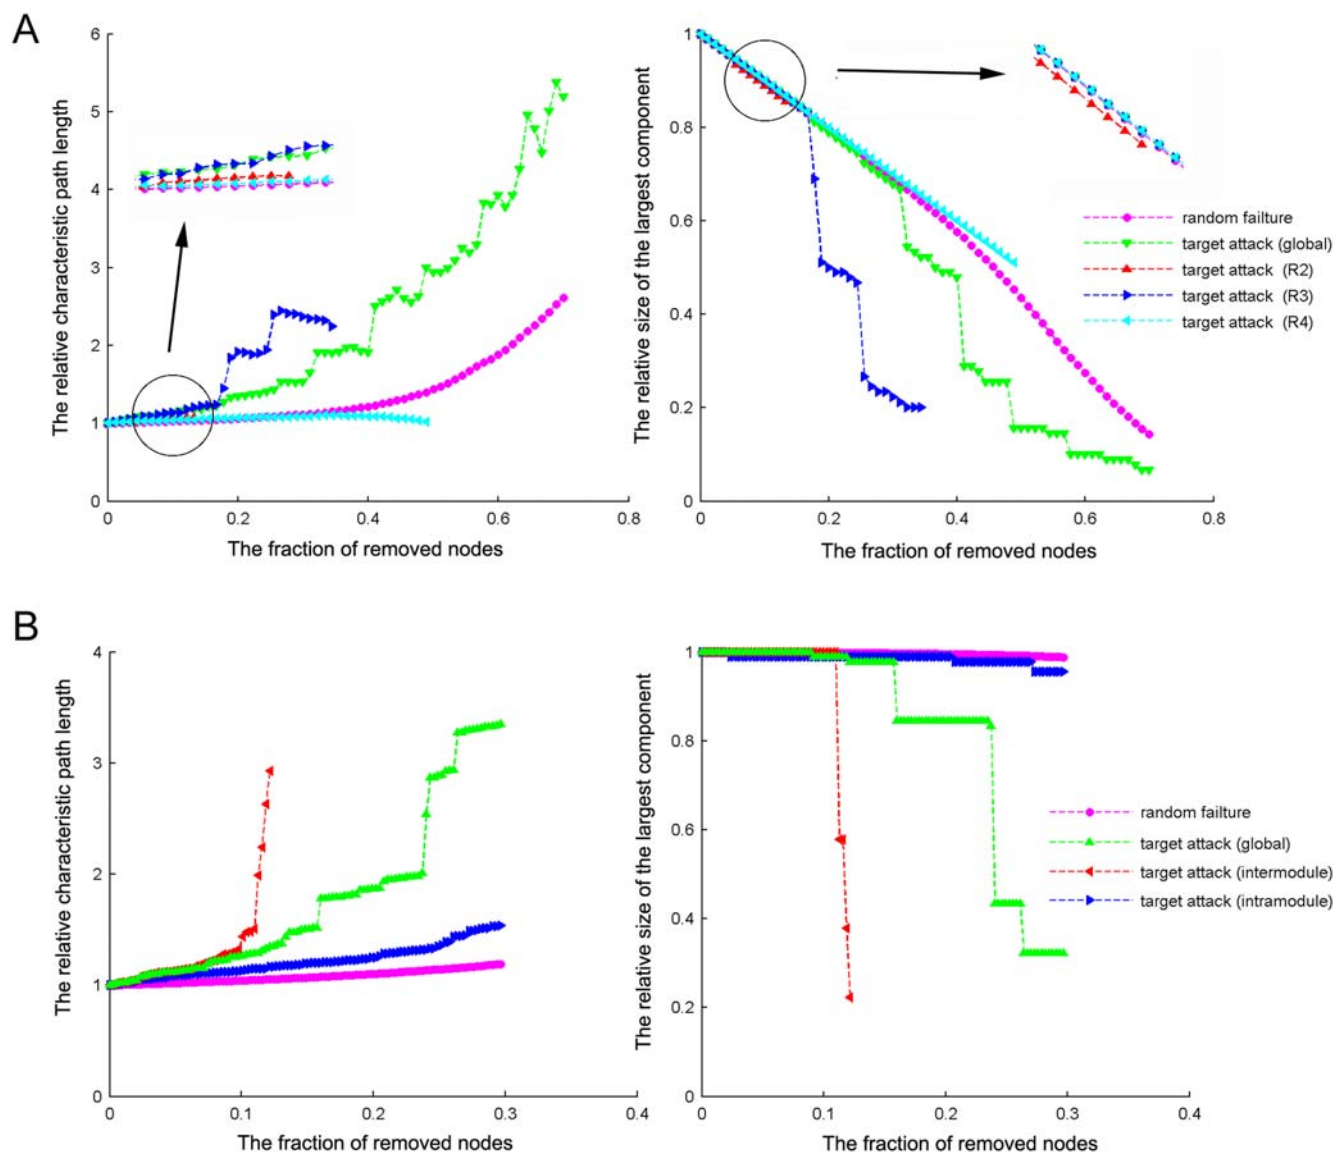 A
The relative characteristic path length
6
5
4
3
2
1
0
0
0.2
0.4
0.6
0.8
The fraction of removed nodes
The relative size of the largest component
1
0.8
0.6
0.4
0.2
0
0
0.2
0.4
0.6
0.8
The fraction of removed nodes
random failture
target attack (global)
target attack (R2)
target attack (R3)
target attack (R4)
B
The relative characteristic path length
4
3
2
1
0
0
0.1
0.2
0.3
0.4
The fraction of removed nodes
The relative size of the largest component
1
0.8
0.6
0.4
0.2
0
0
0.1
0.2
0.3
0.4
The fraction of removed nodes
random failture
target attack (global)
target attack (intermodule)
target attack (intramodule)